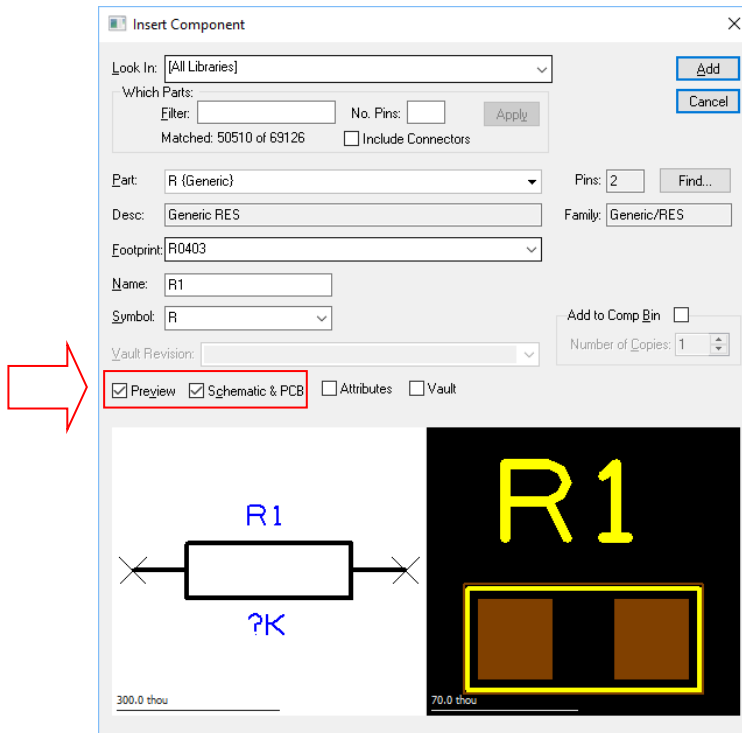 Insert Component
Look In: [All Libraries]
Add
Which Parts:
Cancel
Filter: No. Pins: Apply
Matched: 50510 of 69126 Include Connectors
Part: R {Generic} Pins: 2 Find...
Desc: Generic RES Family: Generic/RES
Footprint: R0403
Name: R1
Symbol: R Add to Comp Bin
Vault Revision: Number of Copies: 1
Preview Schematic & PCB Attributes Vault
R1
R1
?K
300.0 thou
70.0 thou